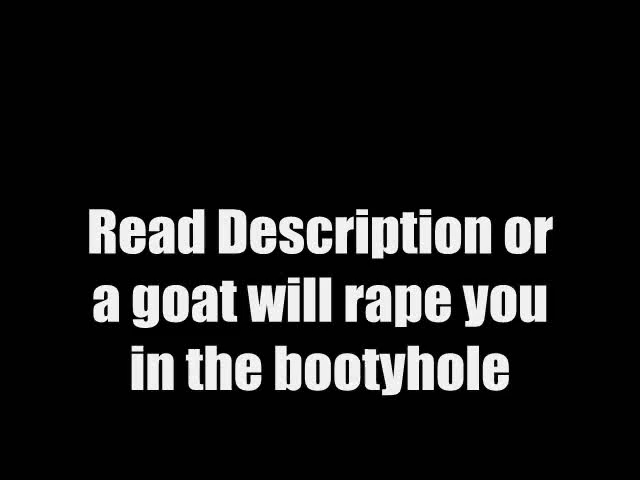 Read Description or
a goat will rape you
in the bootyhole